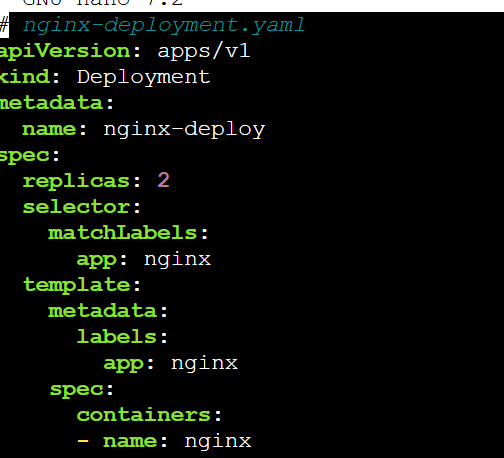 GNU nano 7.2
# nginx-deployment.yaml
apiVersion: apps/v1
kind: Deployment
metadata:
  name: nginx-deploy
spec:
  replicas: 2
  selector:
    matchLabels:
      app: nginx
  template:
    metadata:
      labels:
        app: nginx
    spec:
      containers:
      - name: nginx